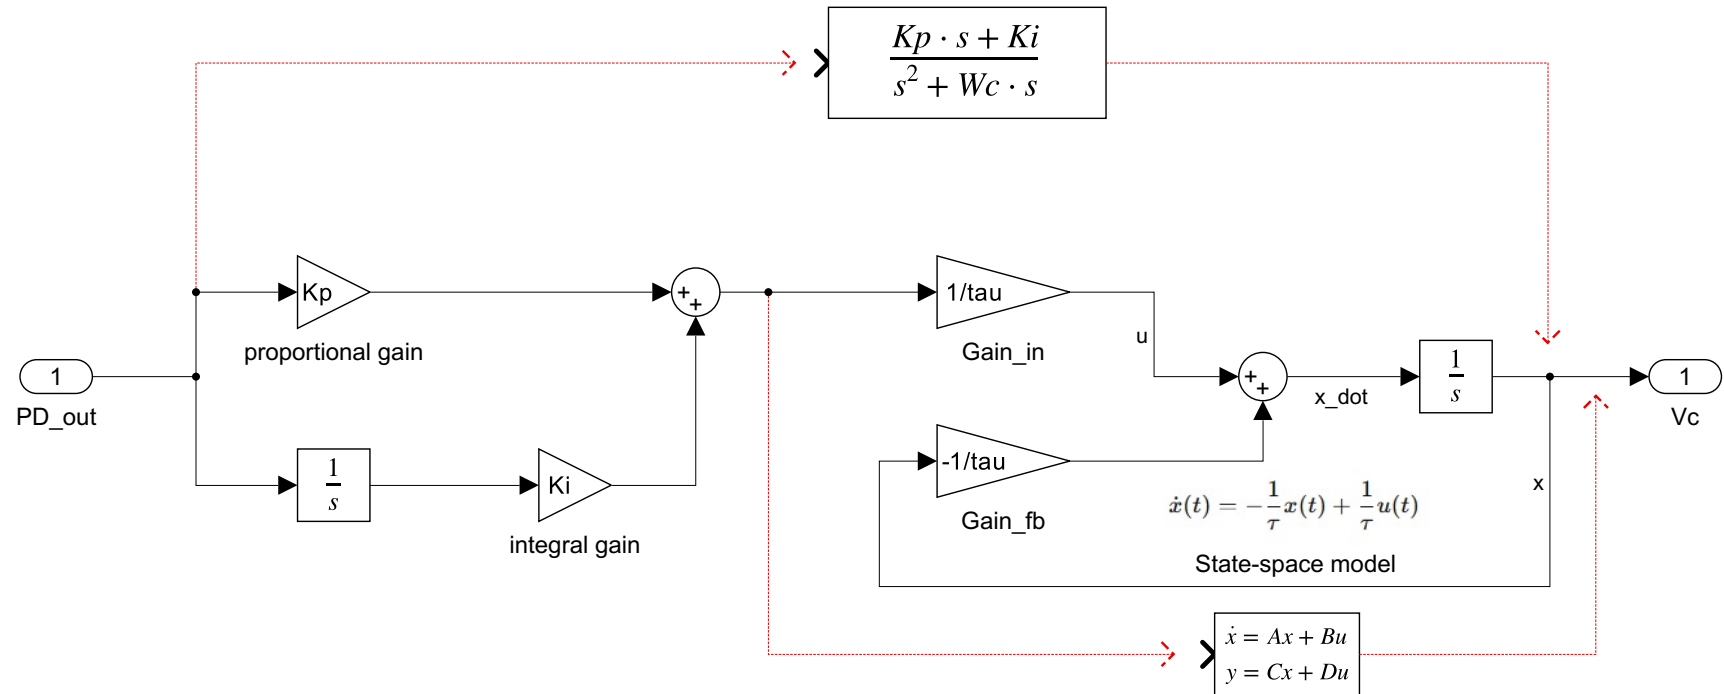 Kp · s + Ki
s² + Wc · s
Kp
+
+
proportional gain
1/tau
Gain_in
u
1
PD_out
+
+
x_dot
1
s
1
Vc
1
s
Ki
integral gain
-1/tau
Gain_fb
x
ẋ(t) = −1/τ x(t) + 1/τ u(t)
State-space model
ẋ = Ax + Bu
y = Cx + Du